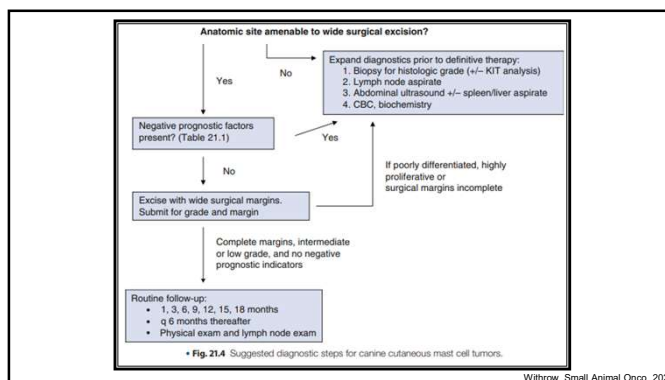 Anatomic site amenable to wide surgical excision?
Yes
No
Expand diagnostics prior to definitive therapy:
1. Biopsy for histologic grade (+/– KIT analysis)
2. Lymph node aspirate
3. Abdominal ultrasound +/– spleen/liver aspirate
4. CBC, biochemistry
Negative prognostic factors
present? (Table 21.1)
Yes
No
If poorly differentiated, highly
proliferative or
surgical margins incomplete
Excise with wide surgical margins.
Submit for grade and margin
Complete margins, intermediate
or low grade, and no negative
prognostic indicators
Routine follow-up:
• 1, 3, 6, 9, 12, 15, 18 months
• q 6 months thereafter
• Physical exam and lymph node exam
• Fig. 21.4 Suggested diagnostic steps for canine cutaneous mast cell tumors.
Withrow, Small Animal Onco,